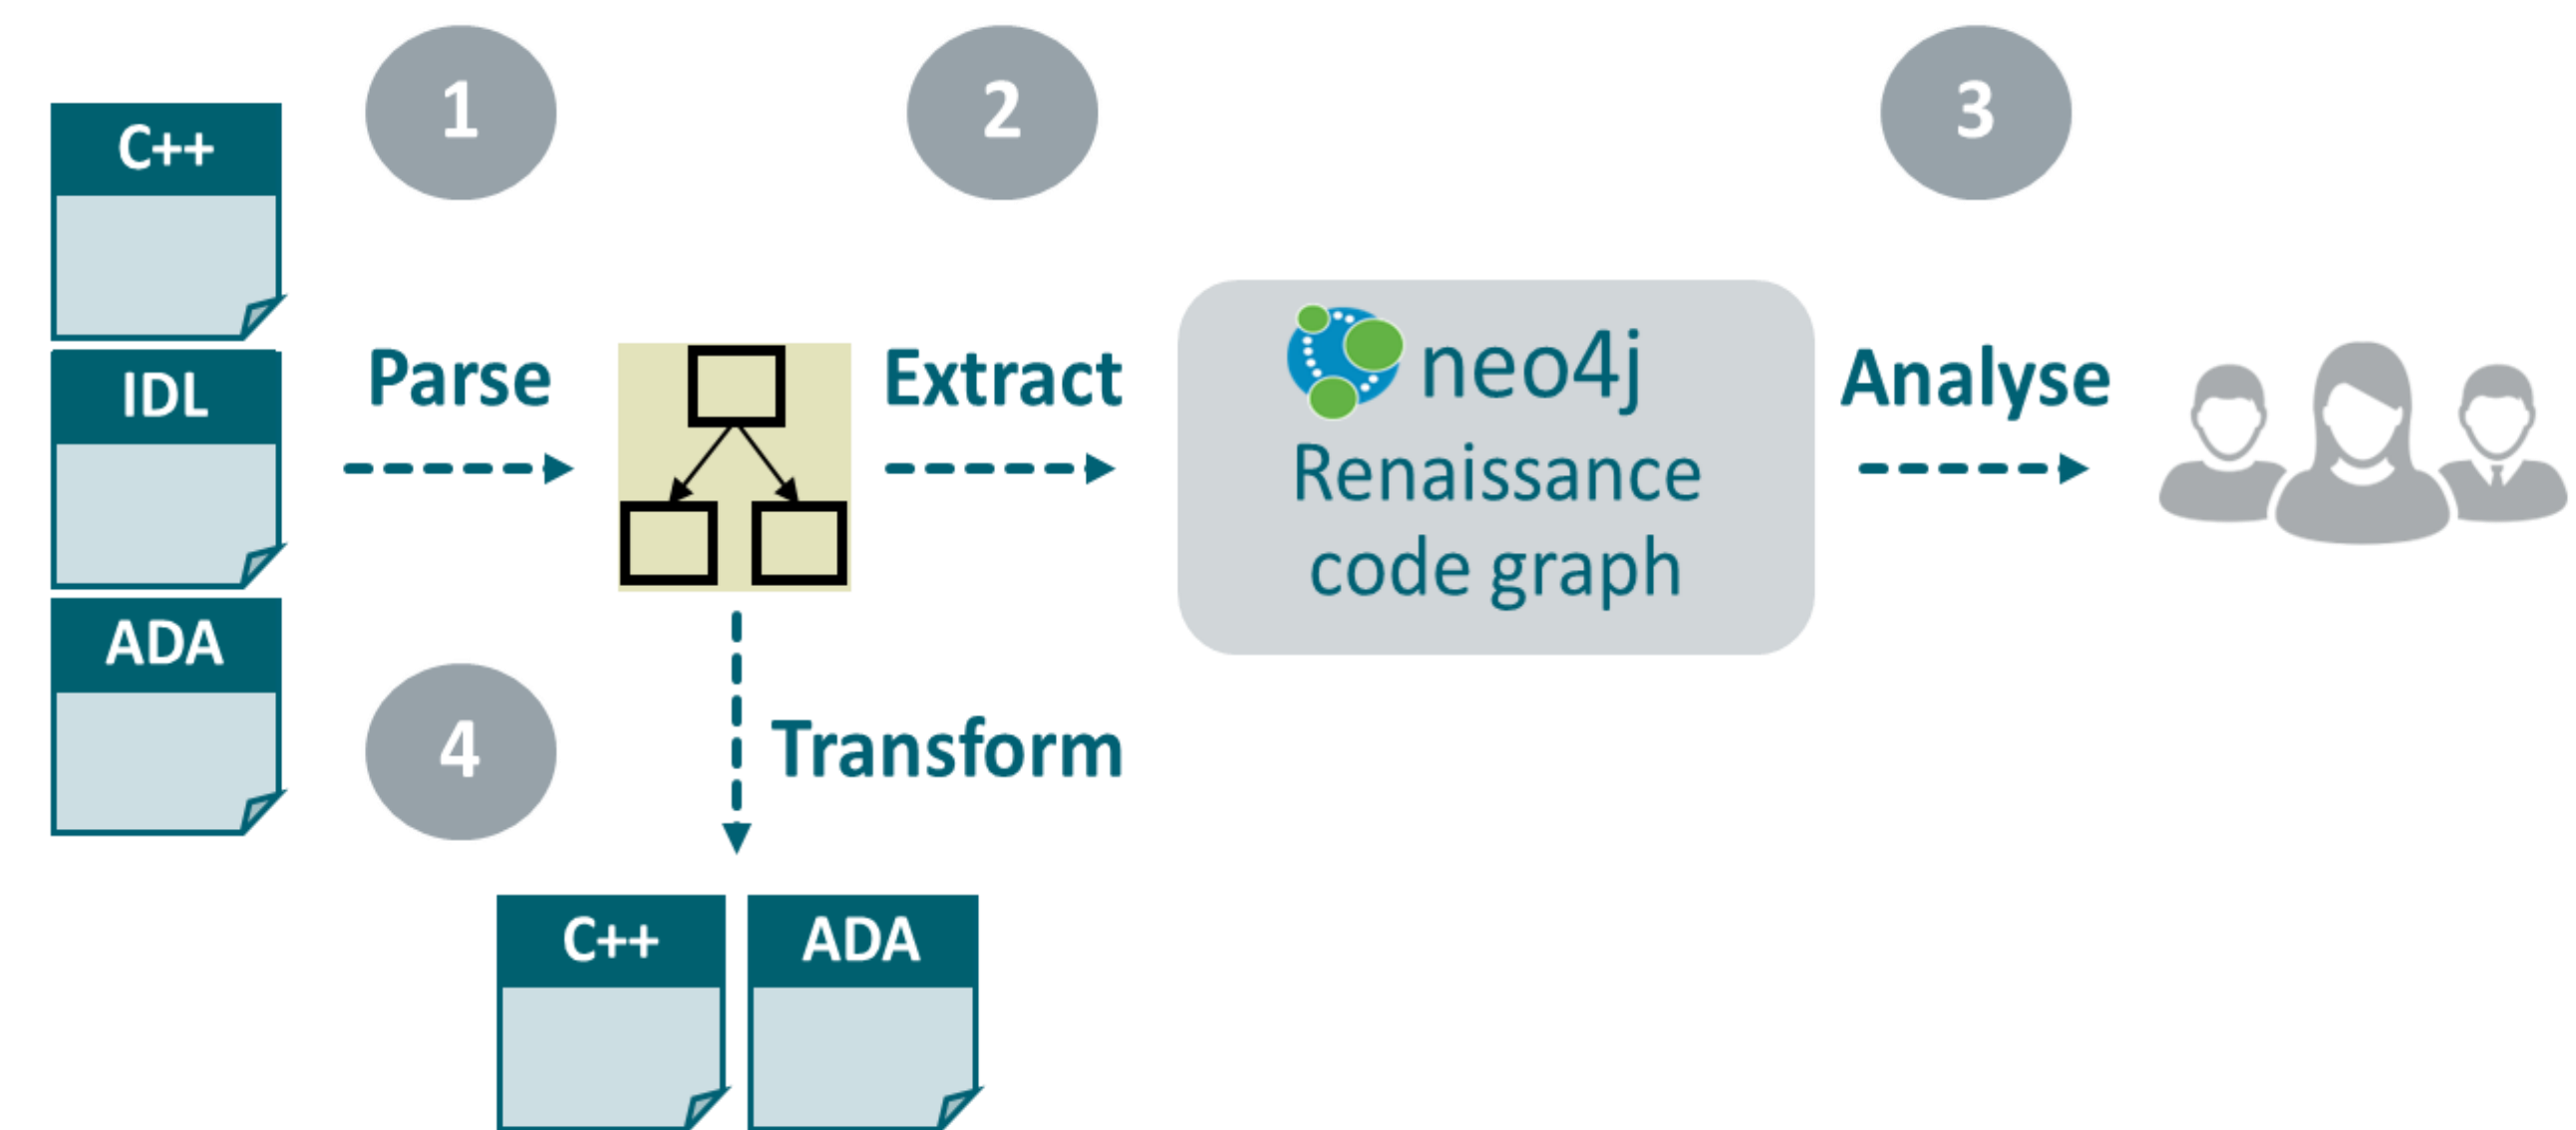 1
2
3
C++
IDL
ADA
Parse
Extract
neo4j
Renaissance
code graph
Analyse
4
Transform
C++
ADA